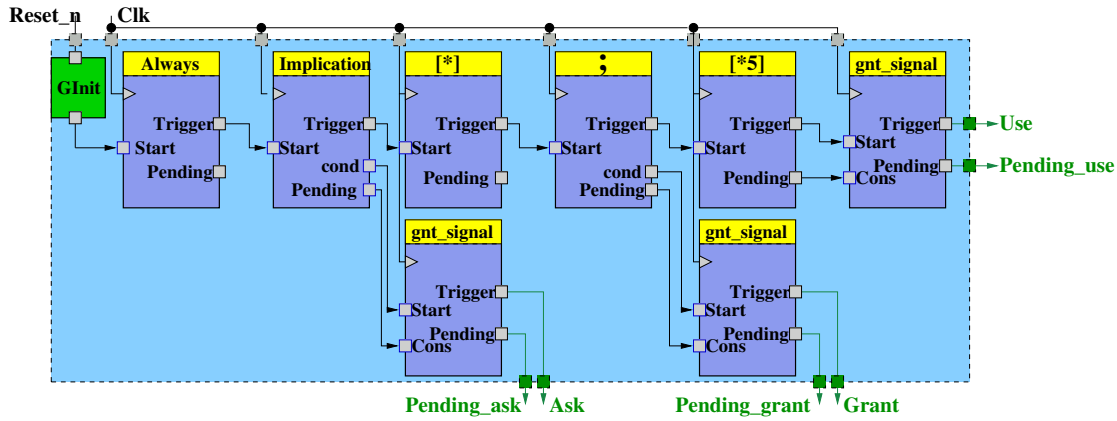 Reset_n Clk
GInit
Always Implication [*] ; [*5] gnt_signal
Trigger Trigger Trigger Trigger Trigger Trigger Use
Start Start Start Start Start Start
Pending cond Pending cond Pending Pending Pending_use
Pending Pending Cons
gnt_signal gnt_signal
Trigger Trigger
Start Start
Pending Pending
Cons Cons
Pending_ask Ask Pending_grant Grant